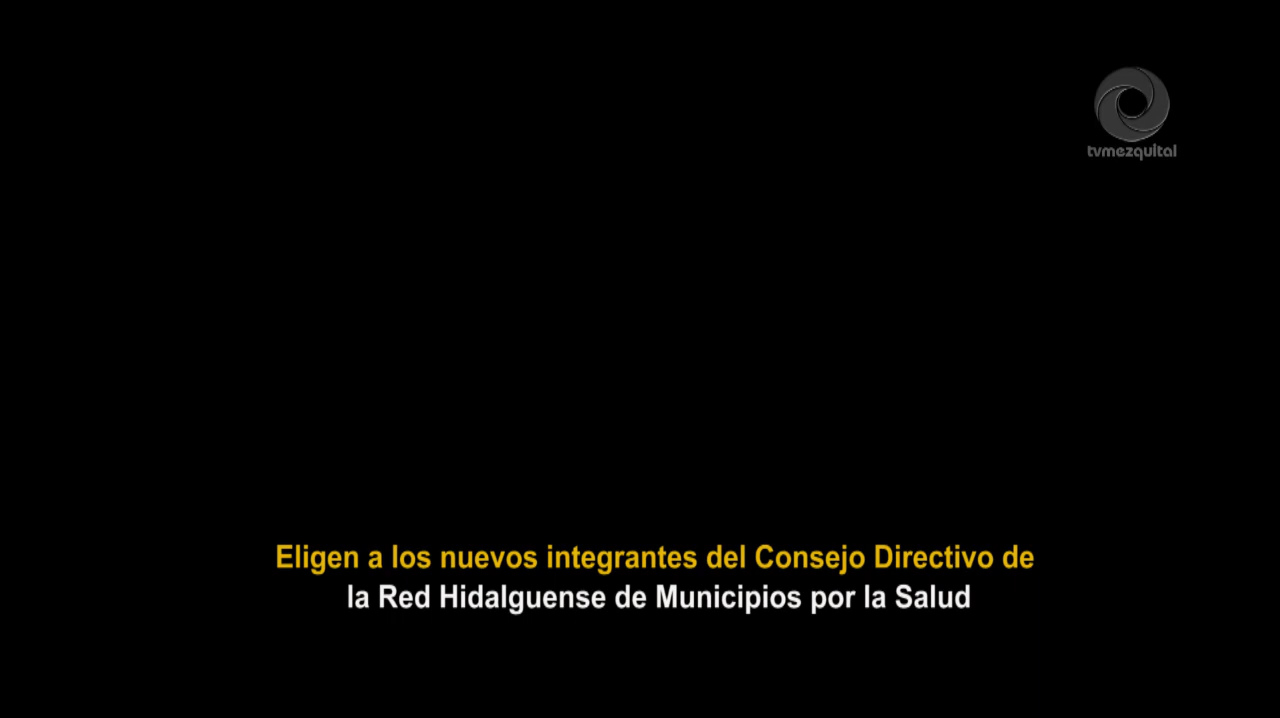 tvmezquital
Eligen a los nuevos integrantes del Consejo Directivo de
la Red Hidalguense de Municipios por la Salud